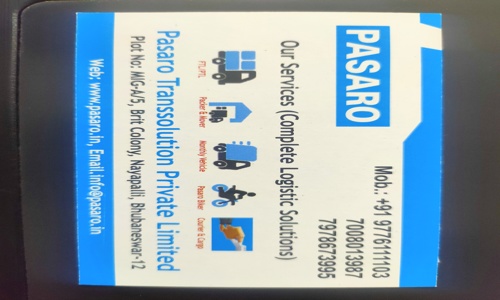 PASARO
Mob.: +91 9776111103
7008013987
7978873995
Our Services (Complete Logistic Solutions)
FTL/PTL
Packer & Mover
Monthly Vehicle
Pasaro Biker
Courier & Cargo
Pasaro Transsolution Private Limited
Plot No: MIG-A/5, Brit Colony, Nayapalli, Bhubaneswar-12
Web: www.pasaro.in, Email.info@pasaro.in